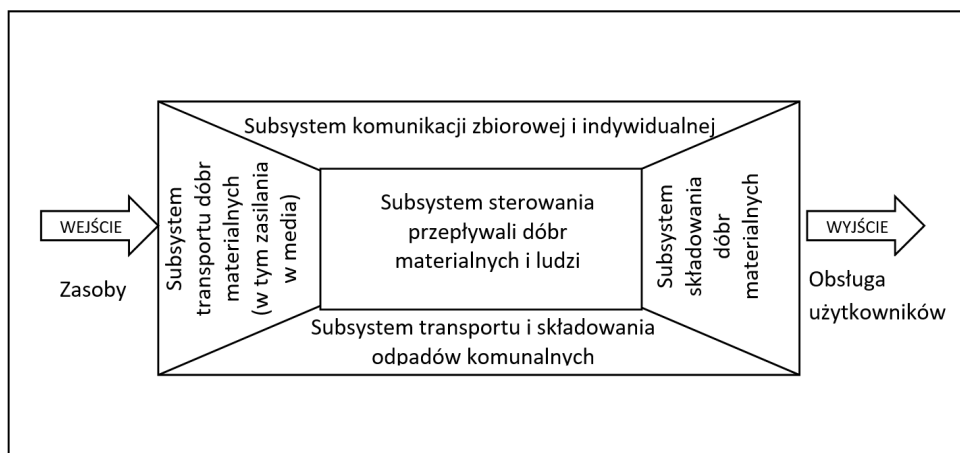 Subsystem komunikacji zbiorowej i indywidualnej
WEJŚCIE
Zasoby
Subsystem
transportu dóbr
materialnych
(w tym zasilania
w media)
Subsystem sterowania
przepływali dóbr
materialnych i ludzi
Subsystem
składowania
dóbr
materialnych
WYJŚCIE
Obsługa
użytkowników
Subsystem transportu i składowania
odpadów komunalnych